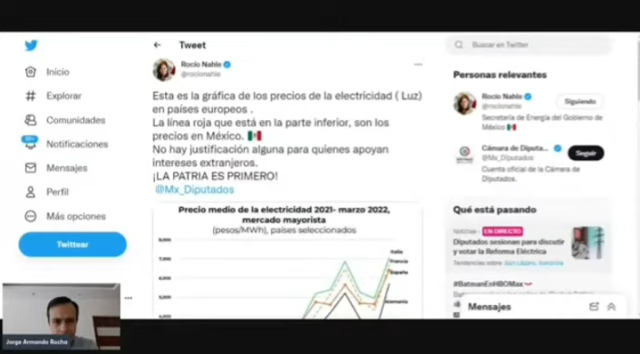 Inicio
Explorar
Comunidades
Notificaciones
Mensajes
Perfil
Más opciones
Twittear
Tweet
Rocío Nahle
@rocionahle
Esta es la gráfica de los precios de la electricidad ( Luz)
en países europeos .
La línea roja que está en la parte inferior, son los
precios en México. 🇲🇽
No hay justificación alguna para quienes apoyan
intereses extranjeros.
¡LA PATRIA ES PRIMERO!
@Mx_Diputados
Precio medio de la electricidad 2021- marzo 2022,
mercado mayorista
(pesos/MWh), países seleccionados
Italia
Francia
España
Alemania
Buscar en Twitter
Personas relevantes
Rocío Nahle
@rocionahle
Siguiendo
Secretaria de Energía del Gobierno de
México 🇲🇽
Cámara de Diputa...
@Mx_Diputados
Seguir
Cuenta oficial de la Cámara de
Diputados.
Qué está pasando
Noticias
EN DIRECTO
Diputados sesionan para discutir
y votar la Reforma Eléctrica
#BatmanEnHBOMax
Mensajes
Jorge Armando Rocha